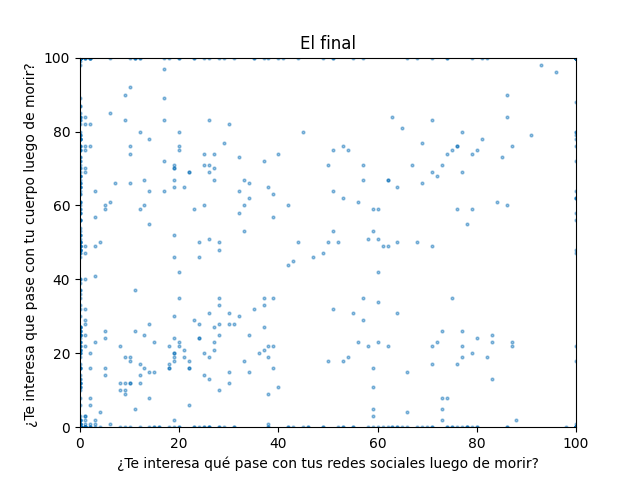 El final
100
80
60
40
20
0
¿Te interesa que pase con tu cuerpo luego de morir?
0 20 40 60 80 100
¿Te interesa qué pase con tus redes sociales luego de morir?